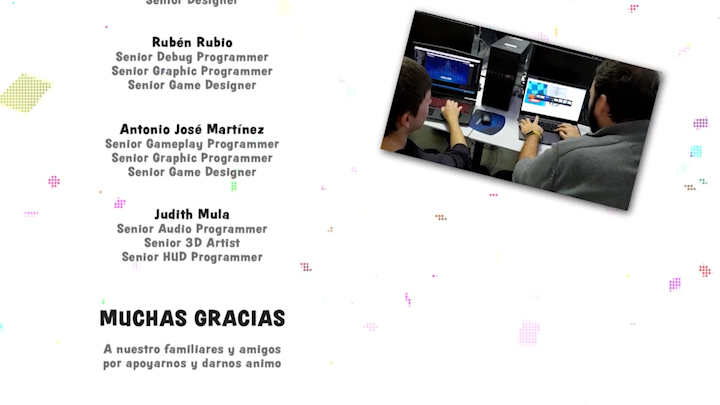 Senior Designer
Rubén Rubio
Senior Debug Programmer
Senior Graphic Programmer
Senior Game Designer
Antonio José Martínez
Senior Gameplay Programmer
Senior Graphic Programmer
Senior Game Designer
Judith Mula
Senior Audio Programmer
Senior 3D Artist
Senior HUD Programmer
MUCHAS GRACIAS
A nuestro familiares y amigos
por apoyarnos y darnos animo